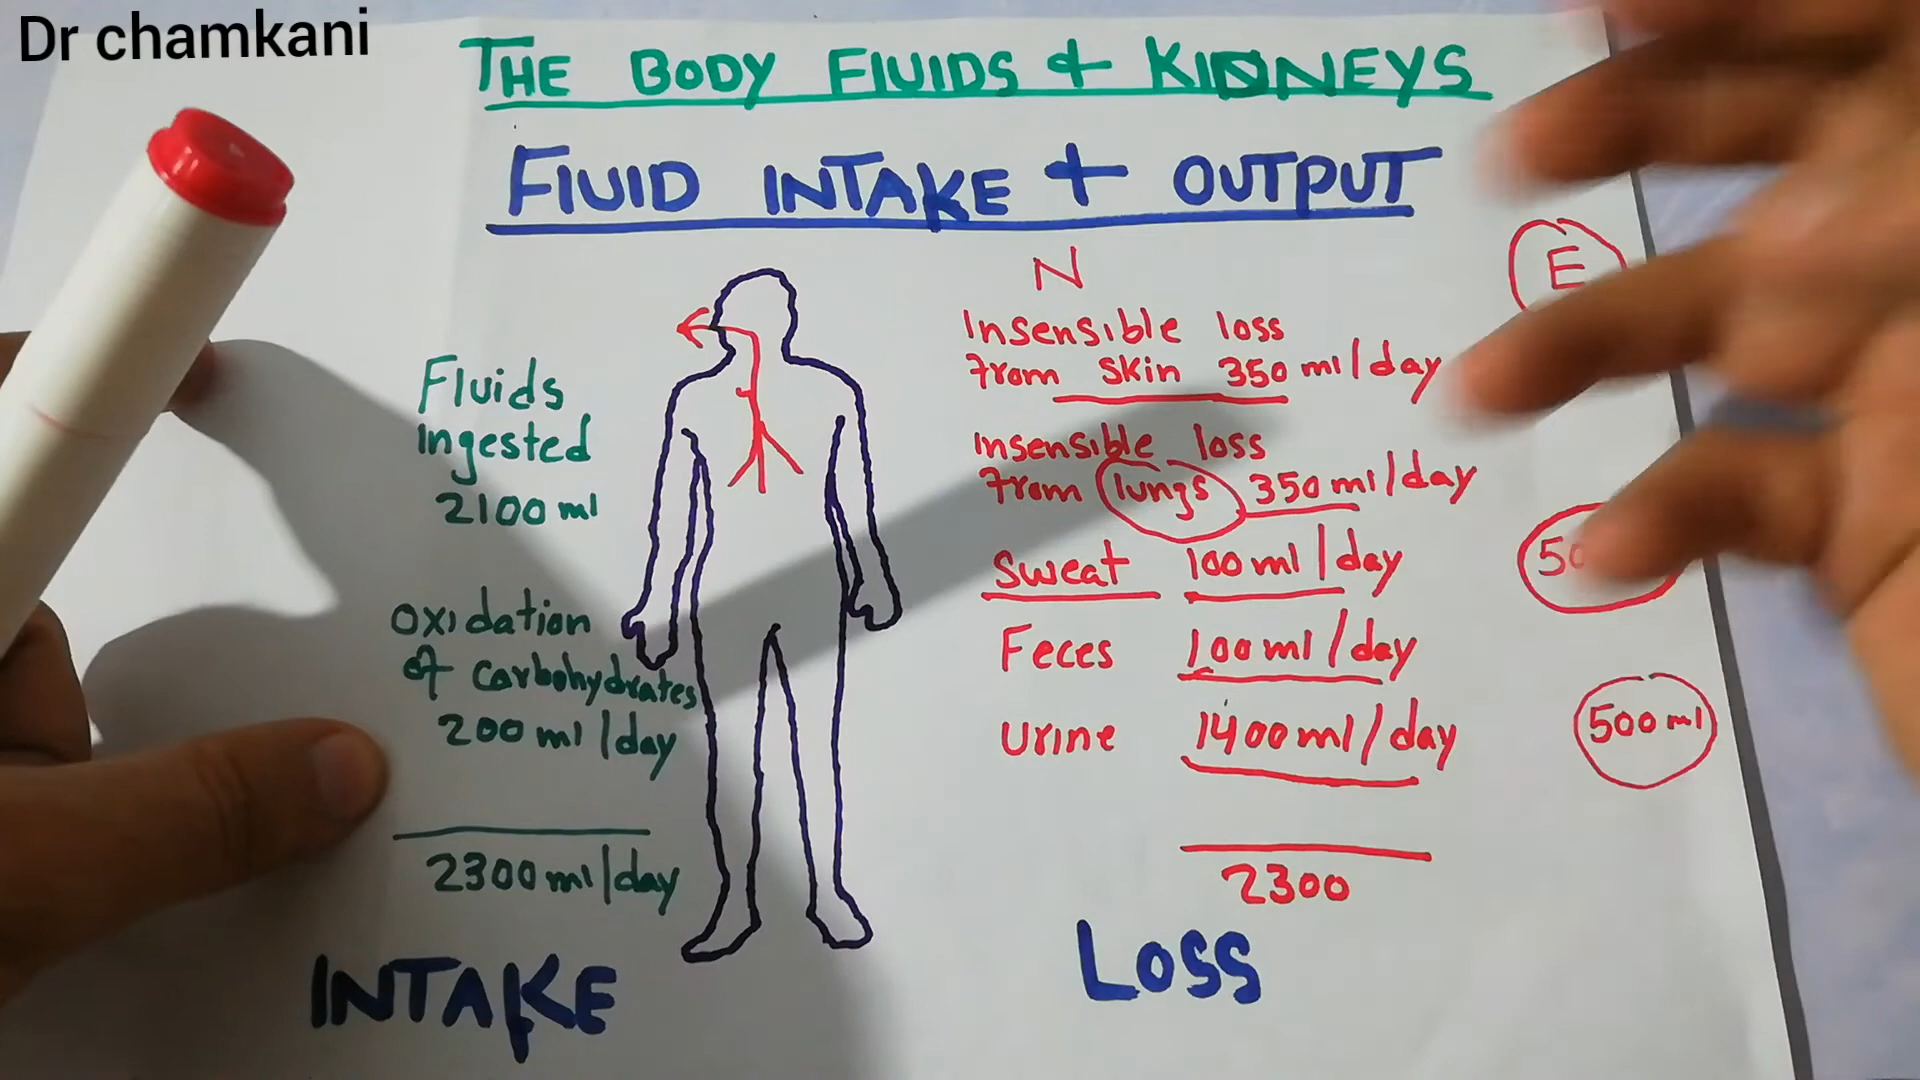 Dr chamkani
THE BODY FLUIDS + KIDNEYS
FLUID INTAKE + OUTPUT
N
E
Insensible loss
from skin 350 ml/day
Fluids
Ingested
2100 ml
Insensible loss
from lungs 350 ml/day
Sweat 100 ml/day
oxidation
of carbohydrates
200 ml/day
Feces 100 ml/day
Urine 1400 ml/day
500 ml
2300 ml/day
2300
INTAKE
LOSS